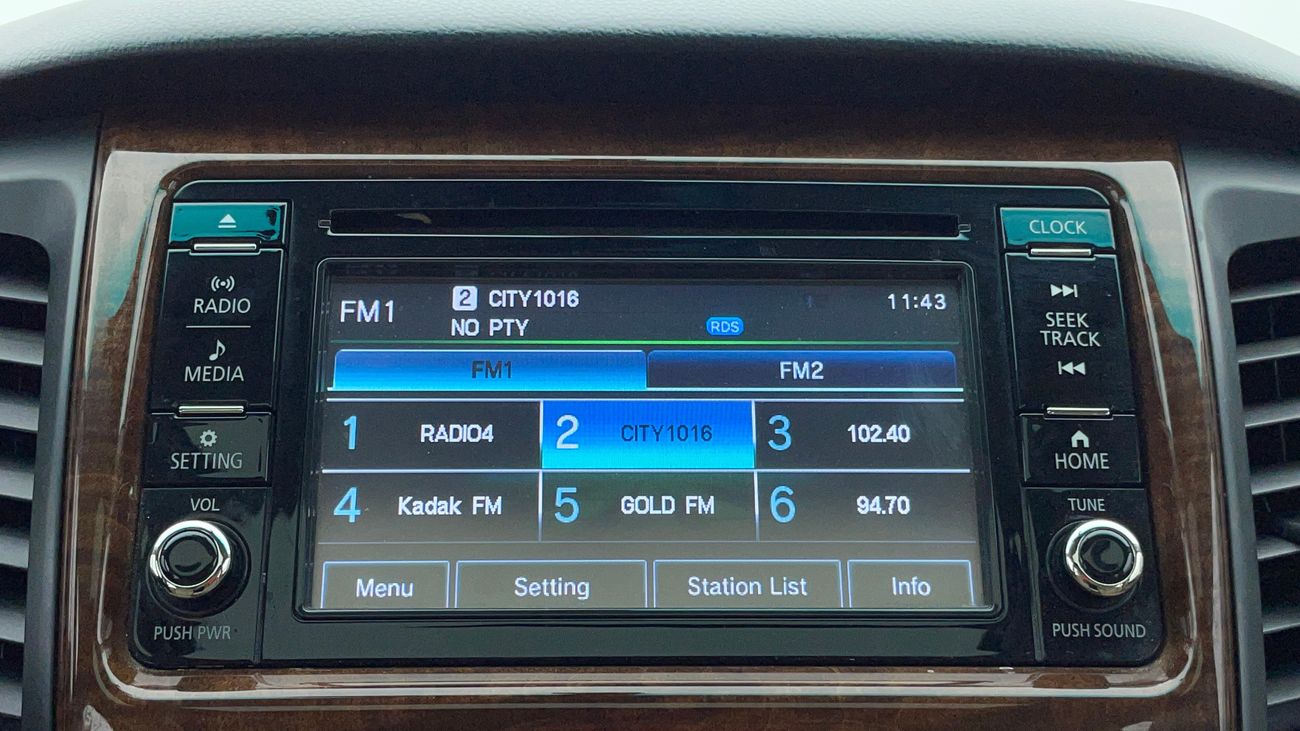 CLOCK
RADIO
MEDIA
SETTING
VOL
PUSH PWR
FM1
2 CITY1016
NO PTY
RDS
11:43
FM1 FM2
1 RADIO4 2 CITY1016 3 102.40
4 Kadak FM 5 GOLD FM 6 94.70
Menu Setting Station List Info
SEEK
TRACK
HOME
TUNE
PUSH SOUND